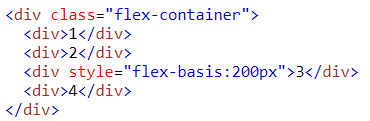 <div class="flex-container">
  <div>1</div>
  <div>2</div>
  <div style="flex-basis:200px">3</div>
  <div>4</div>
</div>